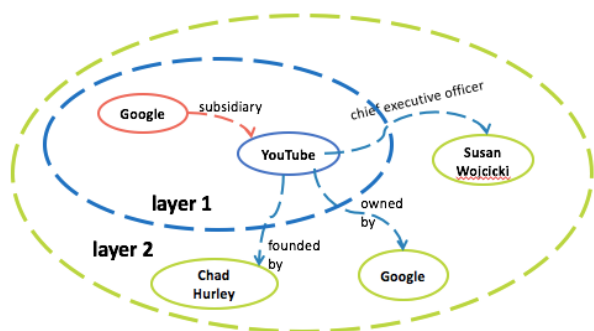 chief executive officer
Google
subsidiary
YouTube
Susan
Wojcicki
layer 1
owned
by
layer 2
founded
by
Chad
Hurley
Google